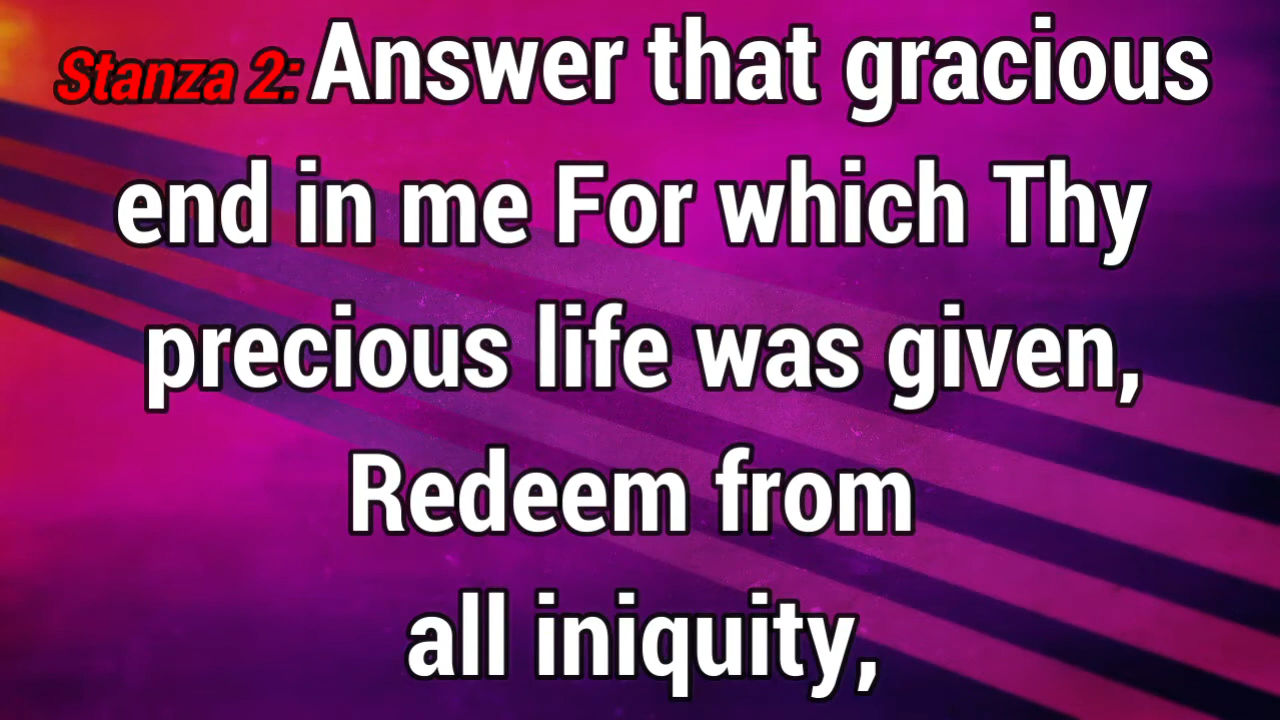 Stanza 2: Answer that gracious
end in me For which Thy
precious life was given,
Redeem from
all iniquity,